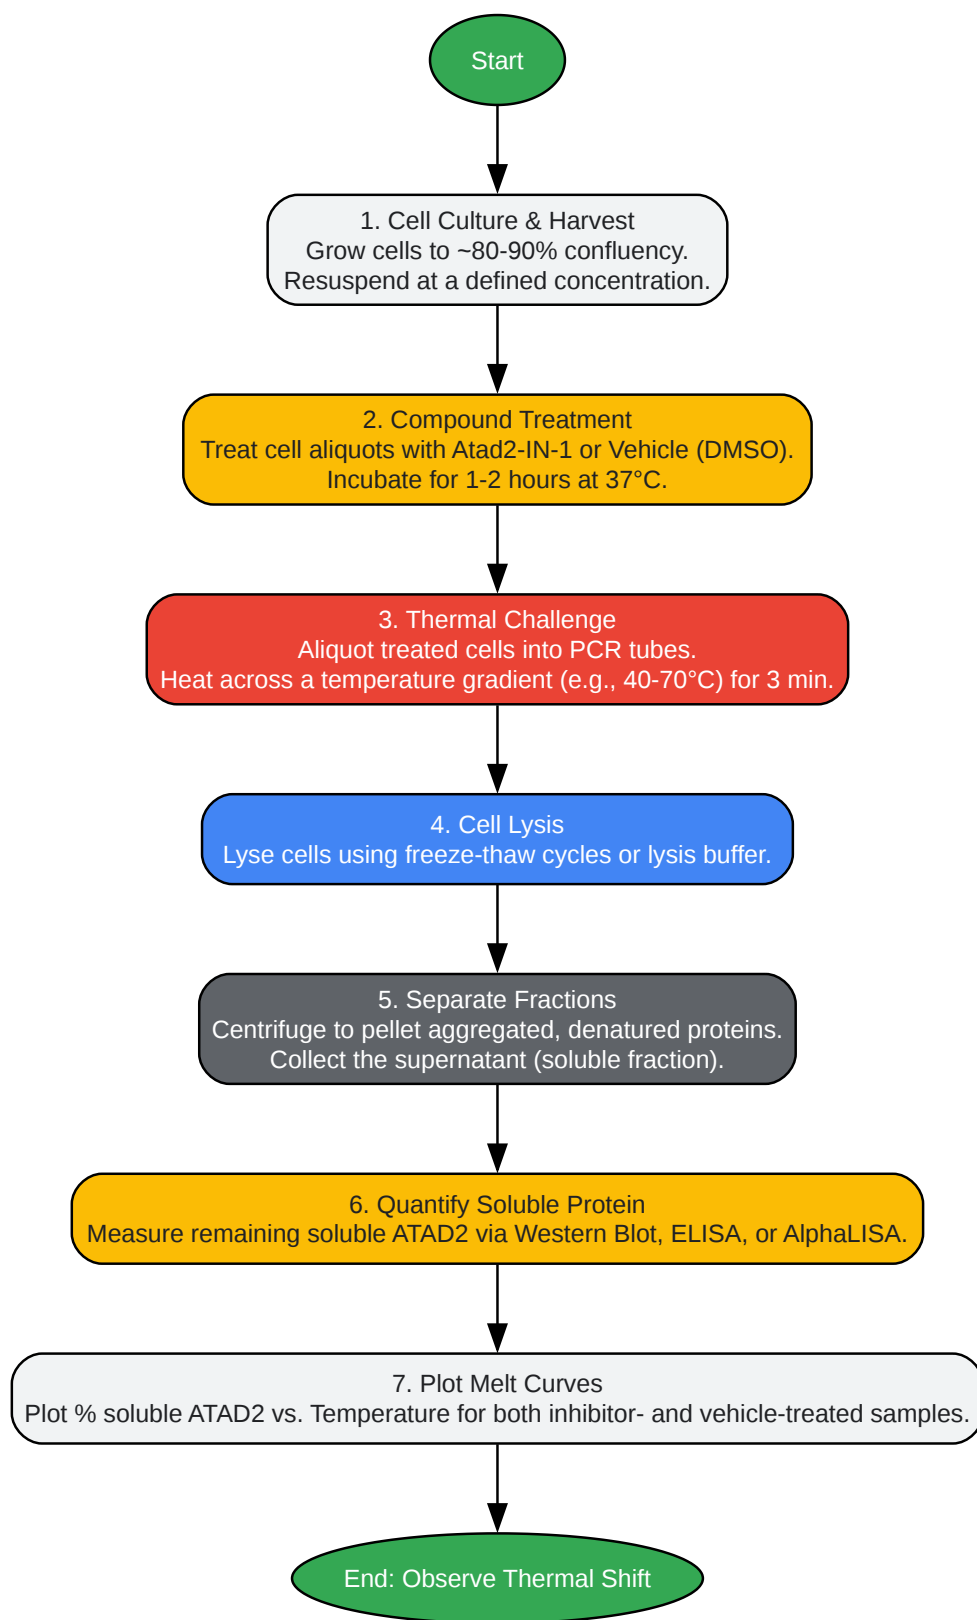 Start
1. Cell Culture & Harvest
Grow cells to ~80-90% confluency.
Resuspend at a defined concentration.
2. Compound Treatment
Treat cell aliquots with Atad2-IN-1 or Vehicle (DMSO).
Incubate for 1-2 hours at 37°C.
3. Thermal Challenge
Aliquot treated cells into PCR tubes.
Heat across a temperature gradient (e.g., 40-70°C) for 3 min.
4. Cell Lysis
Lyse cells using freeze-thaw cycles or lysis buffer.
5. Separate Fractions
Centrifuge to pellet aggregated, denatured proteins.
Collect the supernatant (soluble fraction).
6. Quantify Soluble Protein
Measure remaining soluble ATAD2 via Western Blot, ELISA, or AlphaLISA.
7. Plot Melt Curves
Plot % soluble ATAD2 vs. Temperature for both inhibitor- and vehicle-treated samples.
End: Observe Thermal Shift